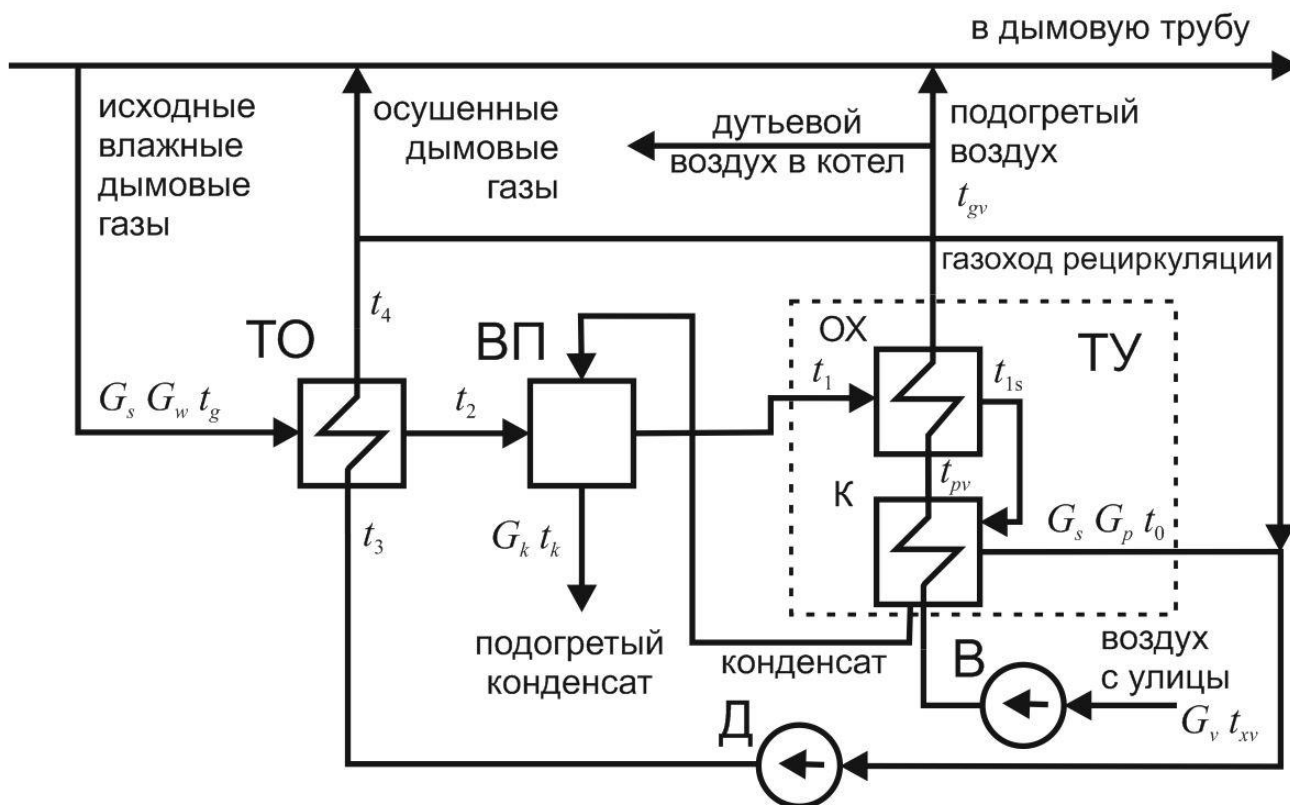 в дымовую трубу
исходные
влажные
дымовые
газы
осушенные
дымовые
газы
дутьевой
воздух в котел
подогретый
воздух
t_gv
газоход рециркуляции
t_4
ТО
ВП
ОХ
ТУ
G_s G_w t_g
t_2
t_1
t_1s
t_pv
К
t_3
G_k t_k
G_s G_p t_0
подогретый
конденсат
конденсат
В
воздух
с улицы
G_v t_xv
Д